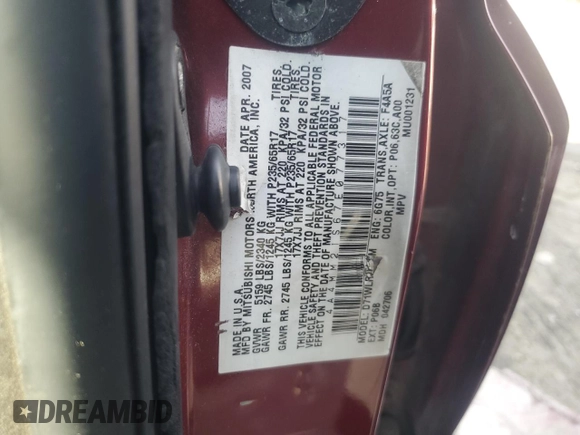 MADE IN U.S.A. DATE APR. 2007
MFD BY MITSUBISHI MOTORS NORTH AMERICA, INC.
GVWR 5159 LBS/2340 KG TIRES,
GAWR FR. 2745 LBS/1245 KG WITH P235/65R17
17X7JJ RIMS AT 220 KPA/32 PSI COLD.
GAWR RR. 2745 LBS/1245 KG WITH P235/65R17 TIRES,
17X7JJ RIMS AT 220 KPA/32 PSI COLD.
THIS VEHICLE CONFORMS TO ALL APPLICABLE FEDERAL MOTOR
VEHICLE SAFETY AND THEFT PREVENTION STANDARDS IN
EFFECT ON THE DATE OF MANUFACTURE SHOWN ABOVE.
ENG: 6G75 TRANS.AXLE: F4A5A
MODEL:
EXT: P06B COLOR,INT,OPT: P06,63C,A00
MDH 042706 MPV MU001231
DREAMBID